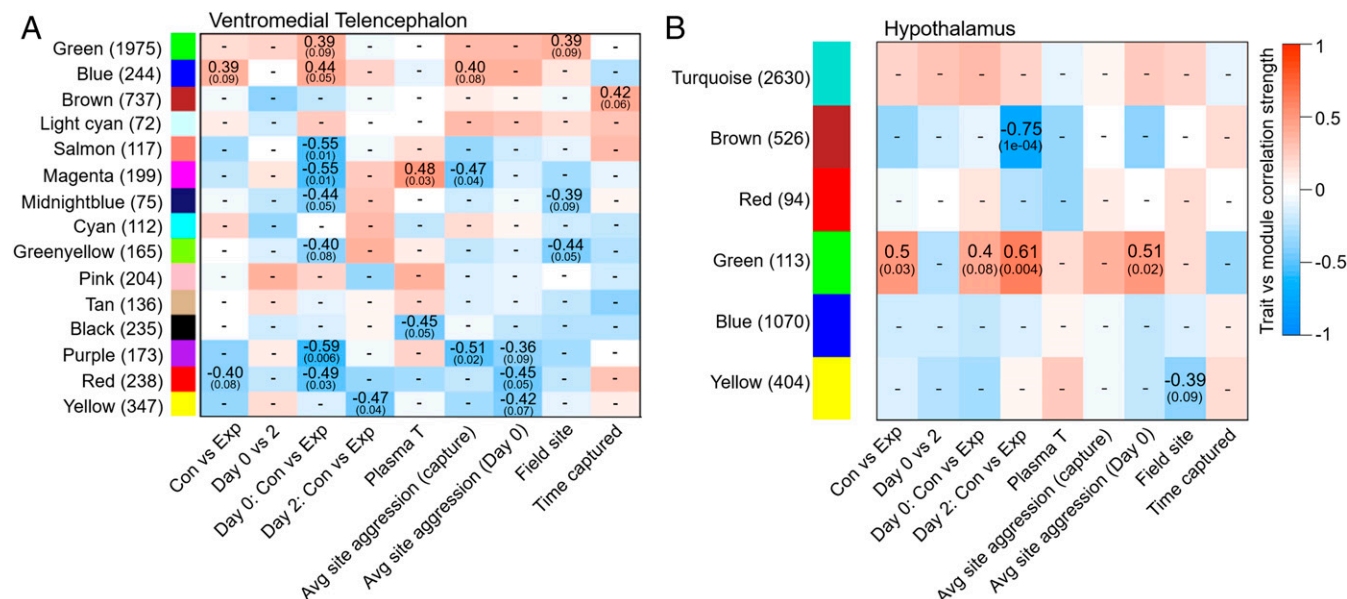 A
Ventromedial Telencephalon
Green (1975) - - 0.39 - - - - 0.39 -
(0.09) (0.09)
Blue (244) 0.39 - 0.44 - - 0.40 - - -
(0.09) (0.05) (0.08)
Brown (737) - - - - - - - - 0.42
(0.06)
Light cyan (72) - - - - - - - - -
Salmon (117) - - -0.55 - - - - - -
(0.01)
Magenta (199) - - -0.55 - 0.48 -0.47 - - -
(0.01) (0.03) (0.04)
Midnightblue (75) - - -0.44 - - - - -0.39 -
(0.05) (0.09)
Cyan (112) - - - - - - - - -
Greenyellow (165) - - -0.40 - - - - -0.44 -
(0.08) (0.05)
Pink (204) - - - - - - - - -
Tan (136) - - - - - - - - -
Black (235) - - - - -0.45 - - - -
(0.05)
Purple (173) - - -0.59 - - -0.51 -0.36 - -
(0.006) (0.02) (0.09)
Red (238) -0.40 - -0.49 - - - -0.45 - -
(0.08) (0.03) (0.05)
Yellow (347) - - - -0.47 - - -0.42 - -
(0.04) (0.07)
Con vs Exp
Day 0 vs 2
Day 0: Con vs Exp
Day 2: Con vs Exp
Plasma T
Avg site aggression (capture)
Avg site aggression (Day 0)
Field site
Time captured
B
Hypothalamus
Turquoise (2630) - - - - - - - - -
Brown (526) - - - -0.75 - - - - -
(1e-04)
Red (94) - - - - - - - - -
Green (113) 0.5 - 0.4 0.61 - - 0.51 - -
(0.03) (0.08) (0.004) (0.02)
Blue (1070) - - - - - - - - -
Yellow (404) - - - - - - - -0.39 -
(0.09)
Con vs Exp
Day 0 vs 2
Day 0: Con vs Exp
Day 2: Con vs Exp
Plasma T
Avg site aggression (capture)
Avg site aggression (Day 0)
Field site
Time captured
1
0.5
0
-0.5
-1
Trait vs module correlation strength